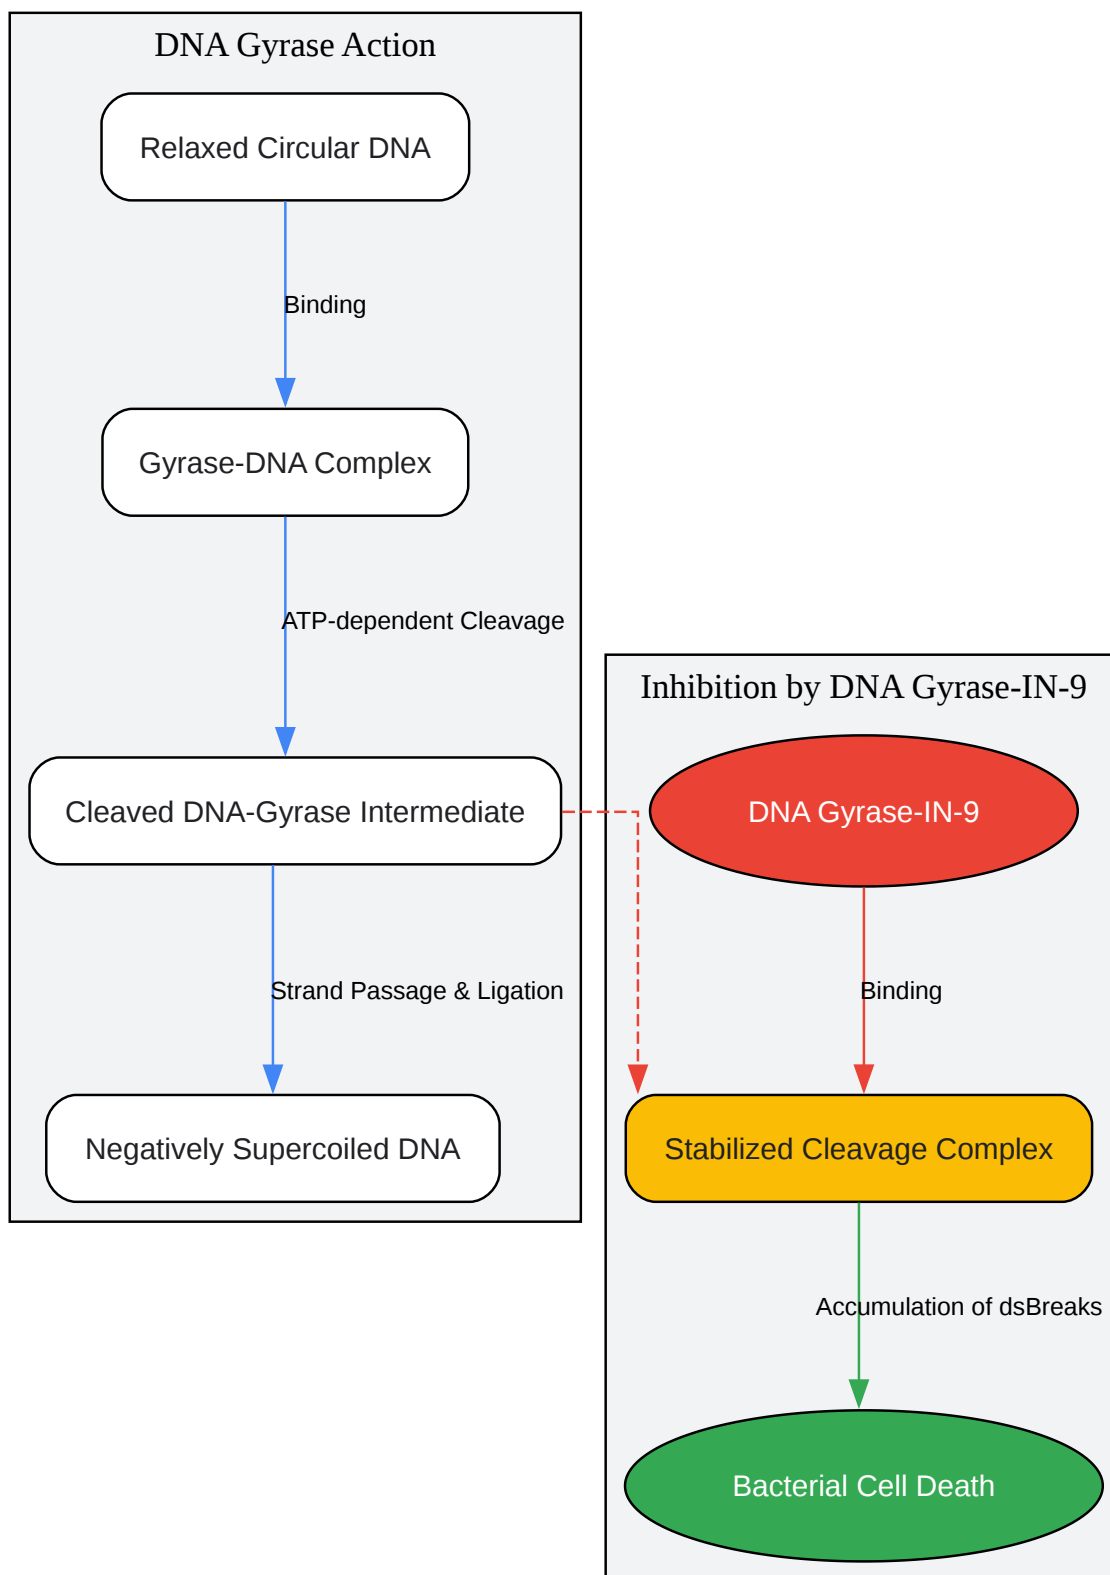 DNA Gyrase Action
Relaxed Circular DNA
Binding
Gyrase-DNA Complex
ATP-dependent Cleavage
Cleaved DNA-Gyrase Intermediate
Strand Passage & Ligation
Negatively Supercoiled DNA
Inhibition by DNA Gyrase-IN-9
DNA Gyrase-IN-9
Binding
Stabilized Cleavage Complex
Accumulation of dsBreaks
Bacterial Cell Death